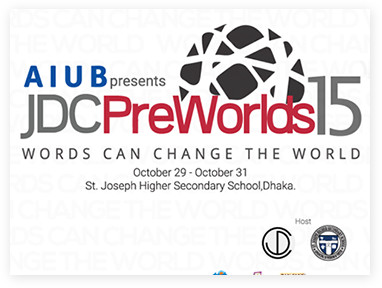 AIUB presents
JDCPreWorlds15
WORDS CAN CHANGE THE WORLD
October 29 - October 31
St. Joseph Higher Secondary School,Dhaka.
Host